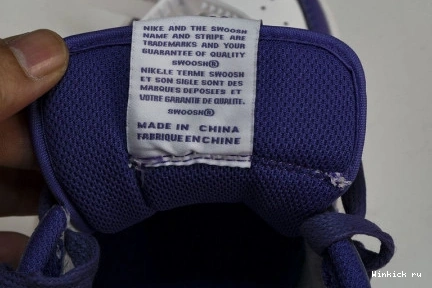 NIKE AND THE SWOOSH
NAME AND STRIPE ARE
TRADEMARKS AND YOUR
GUARANTEE OF QUALITY
SWOOSH®
NIKE.LE TERME SWOOSH
ET SON SIGLE SONT DES
MARQUES DEPOSEES ET
VOTRE GARANTIE DE QUALITE.
SWOOSH®
MADE IN CHINA
FABRIQUE EN CHINE
Winkick ru